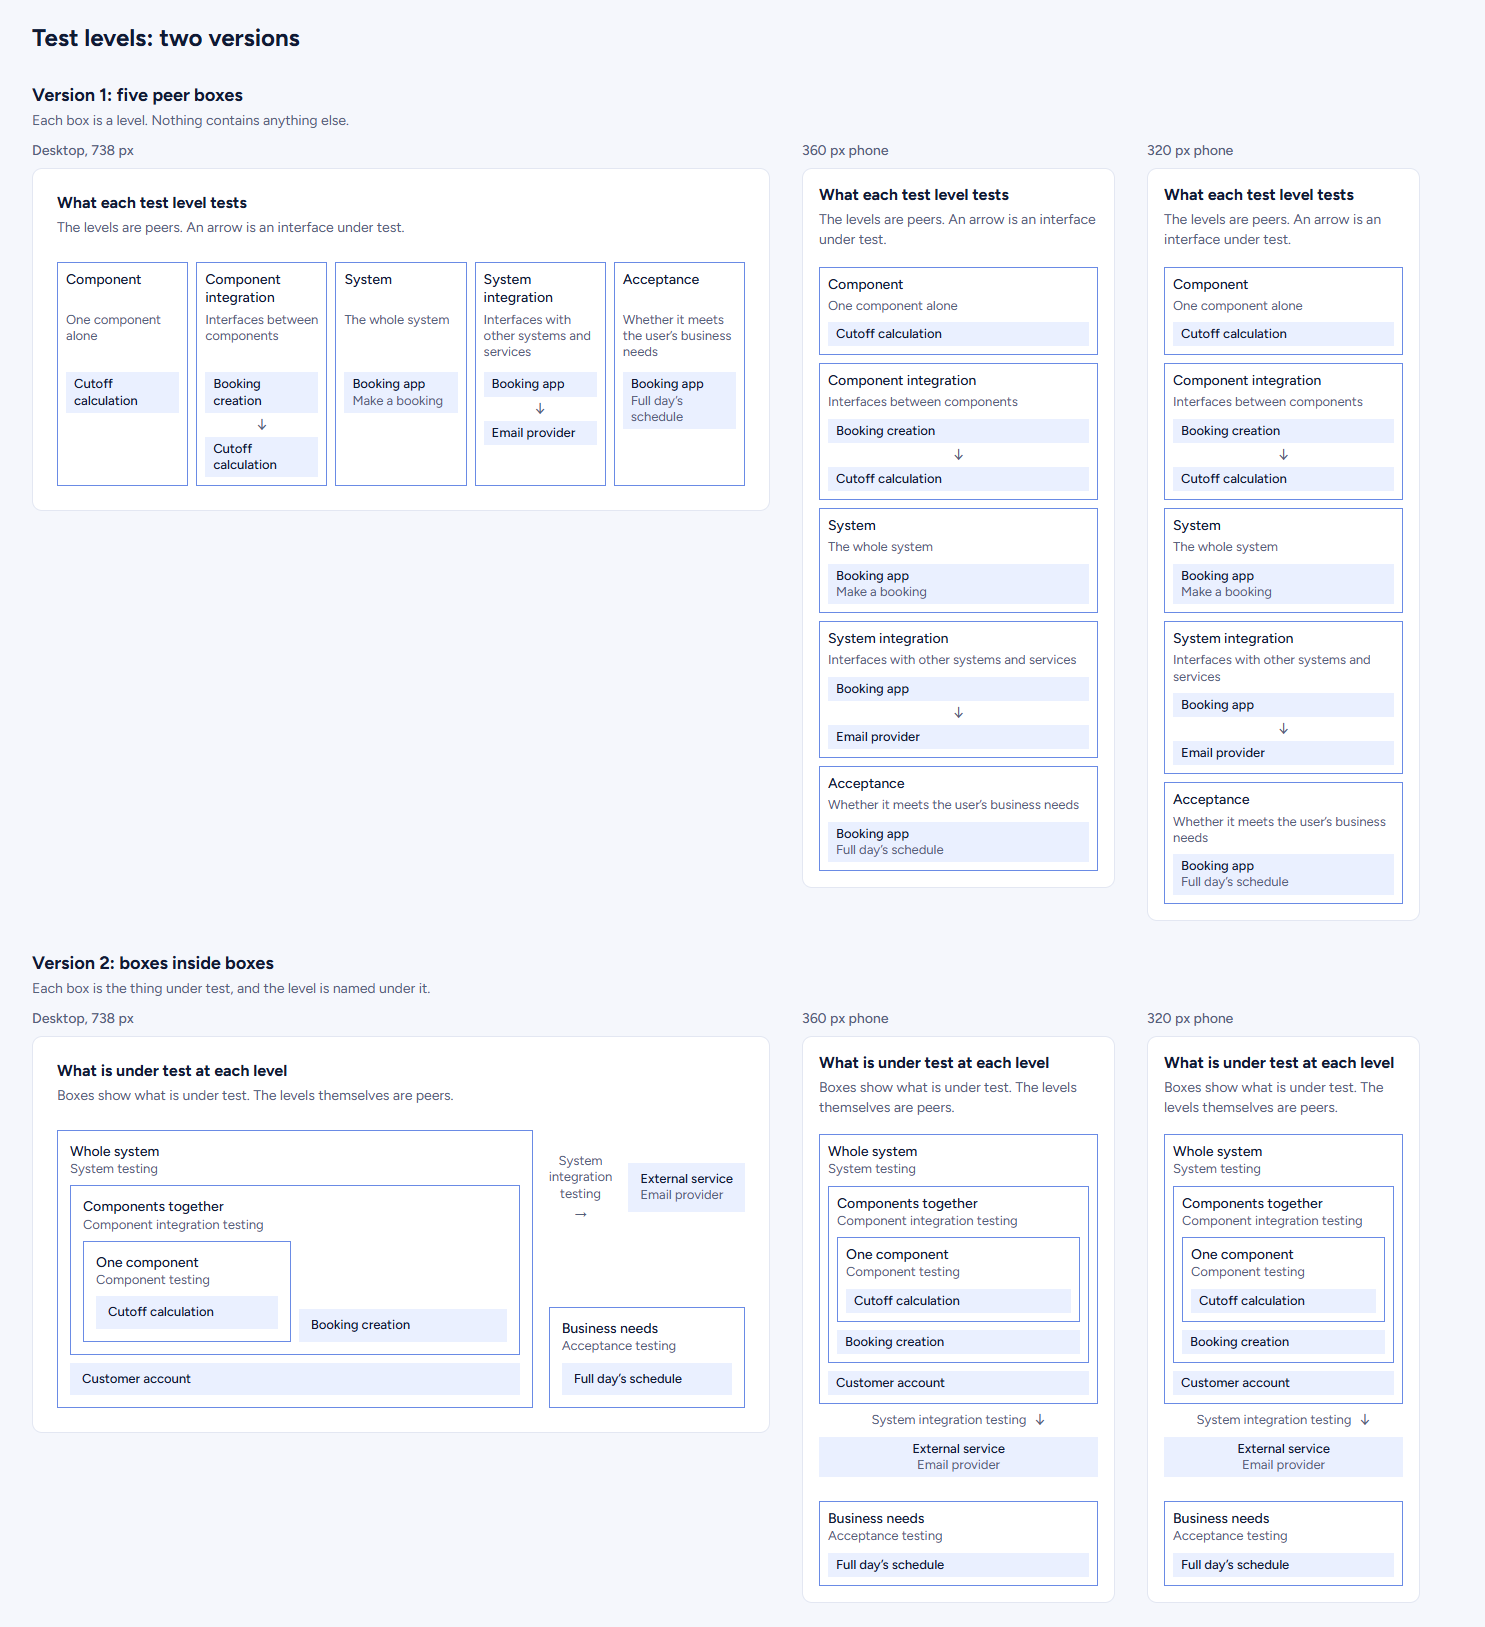 Test levels: two versions
Version 1: five peer boxes
Each box is a level. Nothing contains anything else.
Desktop, 738 px
What each test level tests
The levels are peers. An arrow is an interface under test.
Component
One component
alone
Cutoff
calculation
Component
integration
Interfaces between
components
Booking
creation
↓
Cutoff
calculation
System
The whole system
Booking app
Make a booking
System
integration
Interfaces with
other systems and
services
Booking app
↓
Email provider
Acceptance
Whether it meets
the user’s business
needs
Booking app
Full day’s
schedule
360 px phone
What each test level tests
The levels are peers. An arrow is an interface
under test.
Component
One component alone
Cutoff calculation
Component integration
Interfaces between components
Booking creation
↓
Cutoff calculation
System
The whole system
Booking app
Make a booking
System integration
Interfaces with other systems and services
Booking app
↓
Email provider
Acceptance
Whether it meets the user’s business needs
Booking app
Full day’s schedule
320 px phone
What each test level tests
The levels are peers. An arrow is an
interface under test.
Component
One component alone
Cutoff calculation
Component integration
Interfaces between components
Booking creation
↓
Cutoff calculation
System
The whole system
Booking app
Make a booking
System integration
Interfaces with other systems and
services
Booking app
↓
Email provider
Acceptance
Whether it meets the user’s business
needs
Booking app
Full day’s schedule
Version 2: boxes inside boxes
Each box is the thing under test, and the level is named under it.
Desktop, 738 px
What is under test at each level
Boxes show what is under test. The levels themselves are peers.
Whole system
System testing
Components together
Component integration testing
One component
Component testing
Cutoff calculation
Booking creation
Customer account
System
integration
testing
→
External service
Email provider
Business needs
Acceptance testing
Full day’s schedule
360 px phone
What is under test at each level
Boxes show what is under test. The levels
themselves are peers.
Whole system
System testing
Components together
Component integration testing
One component
Component testing
Cutoff calculation
Booking creation
Customer account
System integration testing ↓
External service
Email provider
Business needs
Acceptance testing
Full day’s schedule
320 px phone
What is under test at each level
Boxes show what is under test. The
levels themselves are peers.
Whole system
System testing
Components together
Component integration testing
One component
Component testing
Cutoff calculation
Booking creation
Customer account
System integration testing ↓
External service
Email provider
Business needs
Acceptance testing
Full day’s schedule